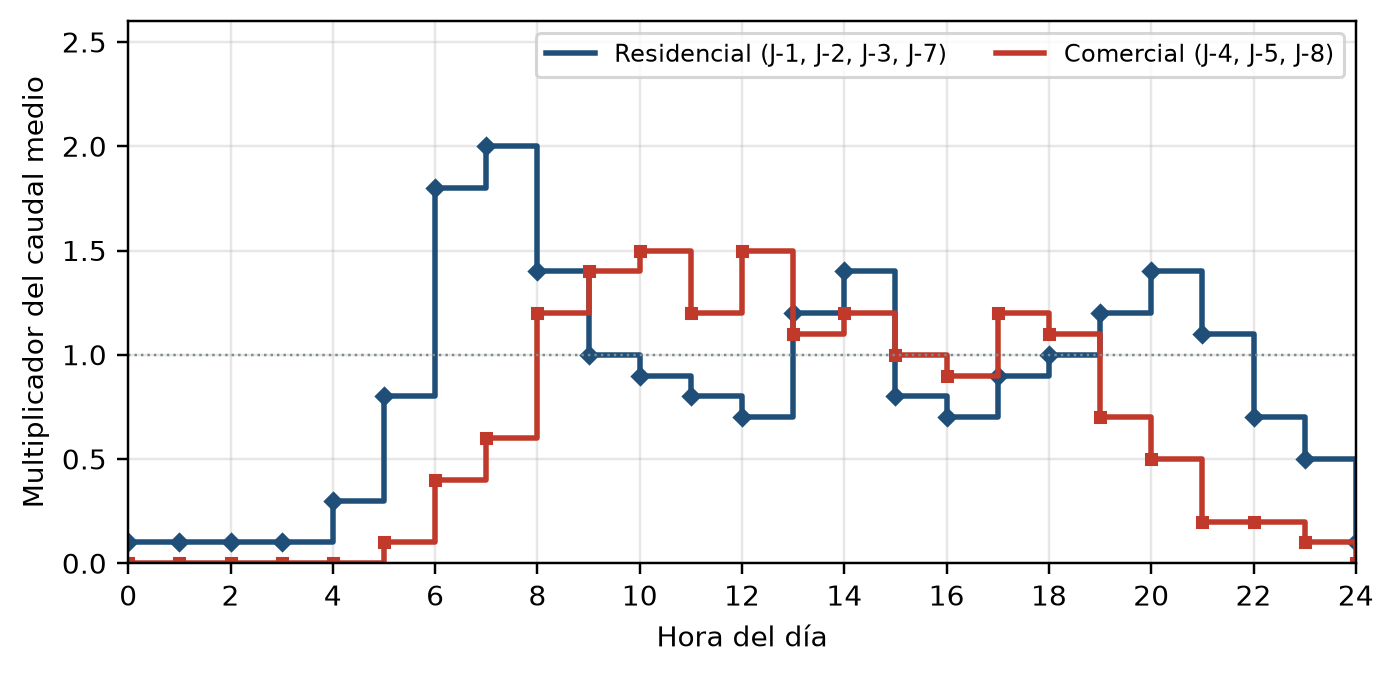 Residencial (J-1, J-2, J-3, J-7) Comercial (J-4, J-5, J-8)
Multiplicador del caudal medio
2.5
2.0
1.5
1.0
0.5
0.0
0 2 4 6 8 10 12 14 16 18 20 22 24
Hora del día